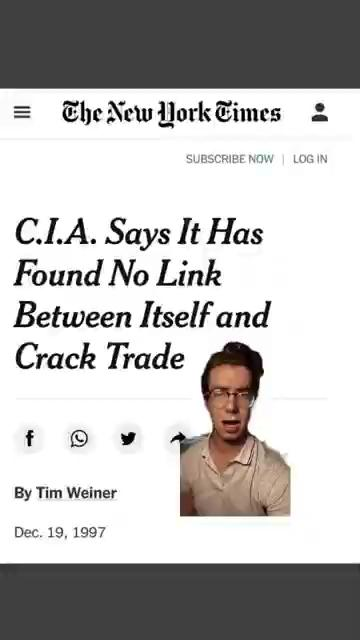 The New York Times
SUBSCRIBE NOW | LOG IN
C.I.A. Says It Has
Found No Link
Between Itself and
Crack Trade
By Tim Weiner
Dec. 19, 1997